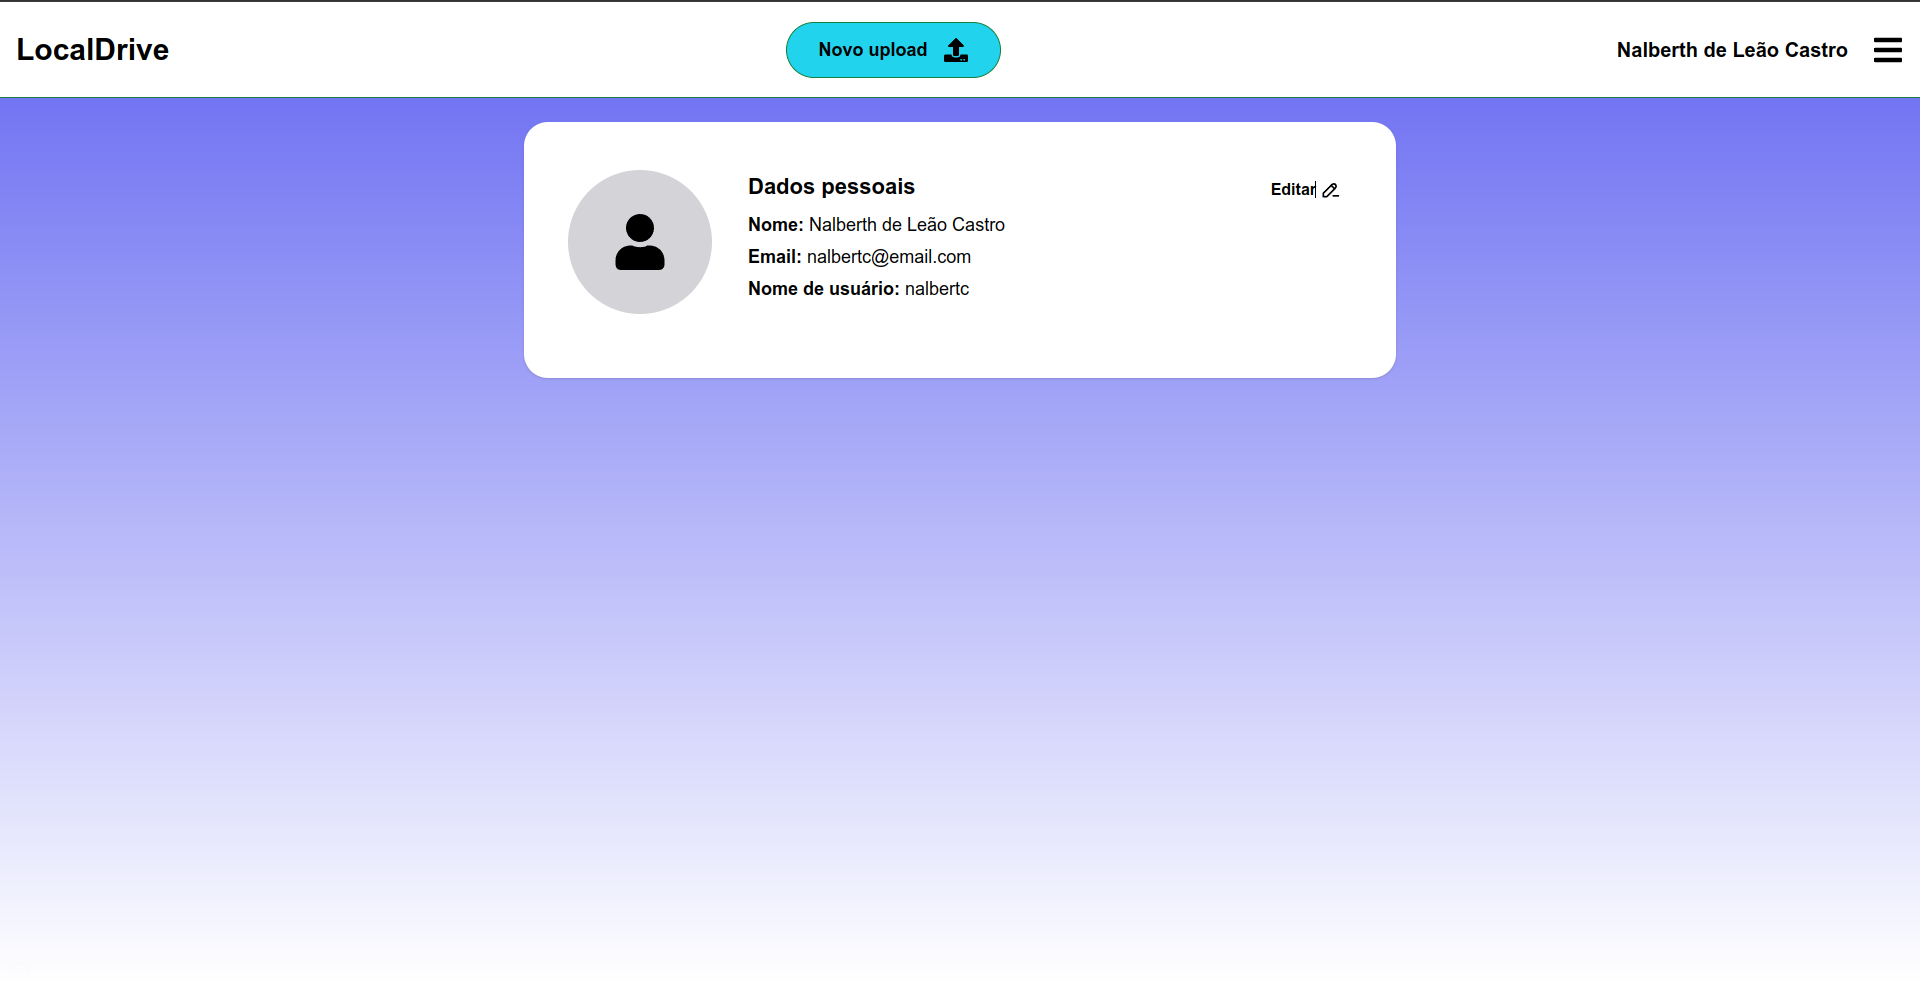 LocalDrive
Novo upload
Nalberth de Leão Castro
Dados pessoais
Editar
Nome: Nalberth de Leão Castro
Email: nalbertc@email.com
Nome de usuário: nalbertc